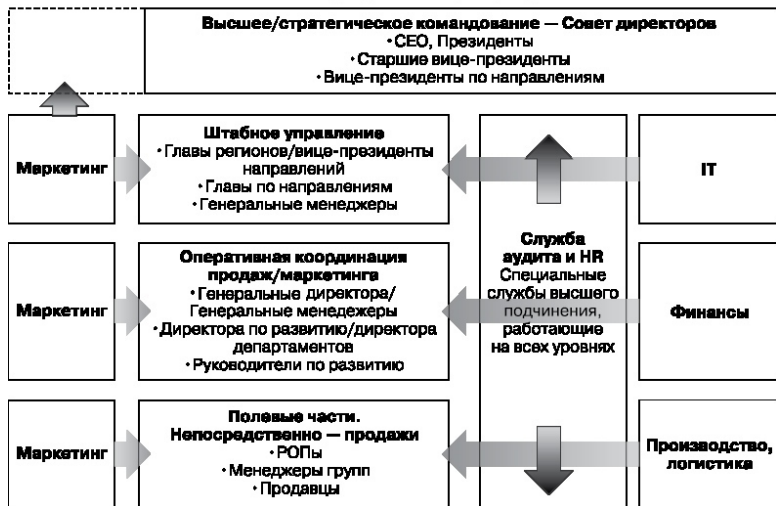 Высшее/стратегическое командование — Совет директоров
• CEO, Президенты
• Старшие вице-президенты
• Вице-президенты по направлениям
Маркетинг
Штабное управление
• Главы регионов/вице-президенты
направлений
• Главы по направлениям
• Генеральные менеджеры
IT
Маркетинг
Оперативная координация
продаж/маркетинга
• Генеральные директора/
Генеральные менеджеры
• Директора по развитию/директора
департаментов
• Руководители по развитию
Служба
аудита и HR
Специальные
службы высшего
подчинения,
работающие
на всех уровнях
Финансы
Маркетинг
Полевые части.
Непосредственно — продажи
• РОПы
• Менеджеры групп
• Продавцы
Производство,
логистика